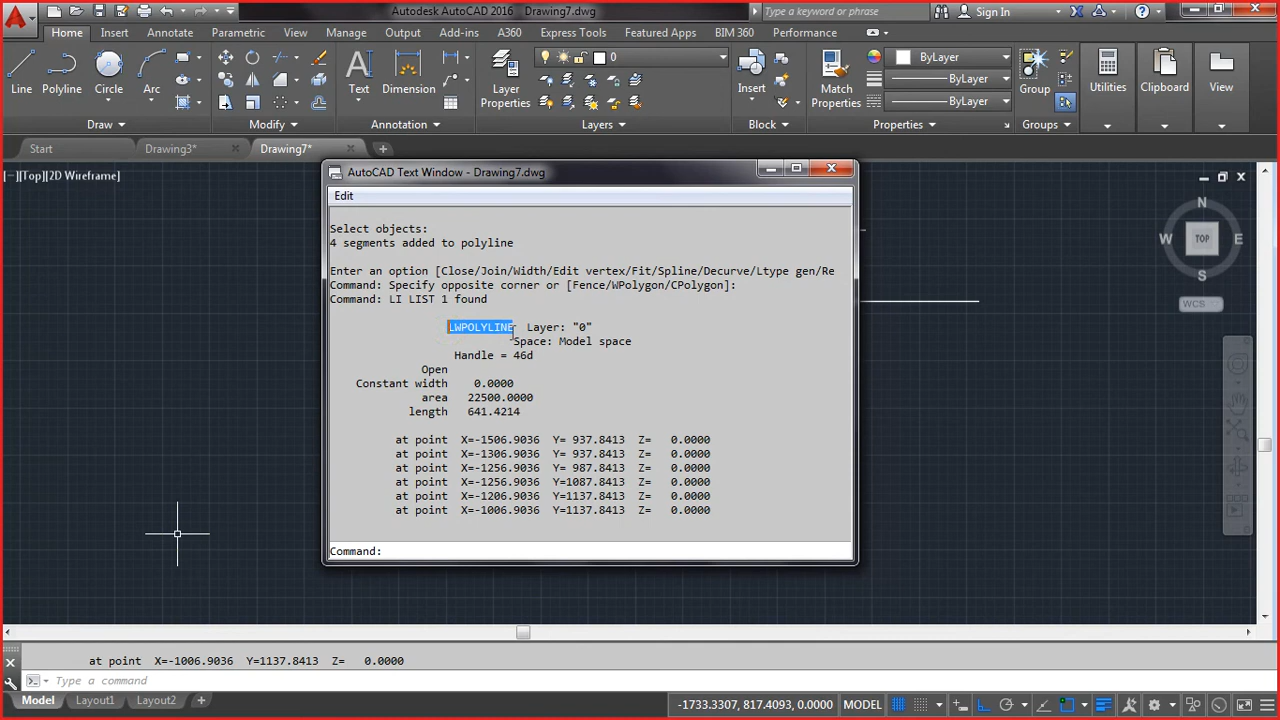 Autodesk AutoCAD 2016 Drawing7.dwg
Type a keyword or phrase
Sign In
Home Insert Annotate Parametric View Manage Output Add-ins A360 Express Tools Featured Apps BIM 360 Performance
0
ByLayer
ByLayer
ByLayer
Line Polyline Circle Arc Text Dimension Layer Properties Insert Match Properties Group Utilities Clipboard View
Draw Modify Annotation Layers Block Properties Groups
Start Drawing3* Drawing7*
[−][Top][2D Wireframe]
AutoCAD Text Window - Drawing7.dwg
Edit
Select objects:
4 segments added to polyline
Enter an option [Close/Join/Width/Edit vertex/Fit/Spline/Decurve/Ltype gen/Re
Command: Specify opposite corner or [Fence/WPolygon/CPolygon]:
Command: LI LIST 1 found
LWPOLYLINE Layer: "0"
Space: Model space
Handle = 46d
Open
Constant width 0.0000
area 22500.0000
length 641.4214
at point X=-1506.9036 Y= 937.8413 Z= 0.0000
at point X=-1306.9036 Y= 937.8413 Z= 0.0000
at point X=-1256.9036 Y= 987.8413 Z= 0.0000
at point X=-1256.9036 Y=1087.8413 Z= 0.0000
at point X=-1206.9036 Y=1137.8413 Z= 0.0000
at point X=-1006.9036 Y=1137.8413 Z= 0.0000
Command:
N
W TOP E
S
WCS
at point X=-1006.9036 Y=1137.8413 Z= 0.0000
Type a command
Model Layout1 Layout2
-1733.3307, 817.4093, 0.0000 MODEL